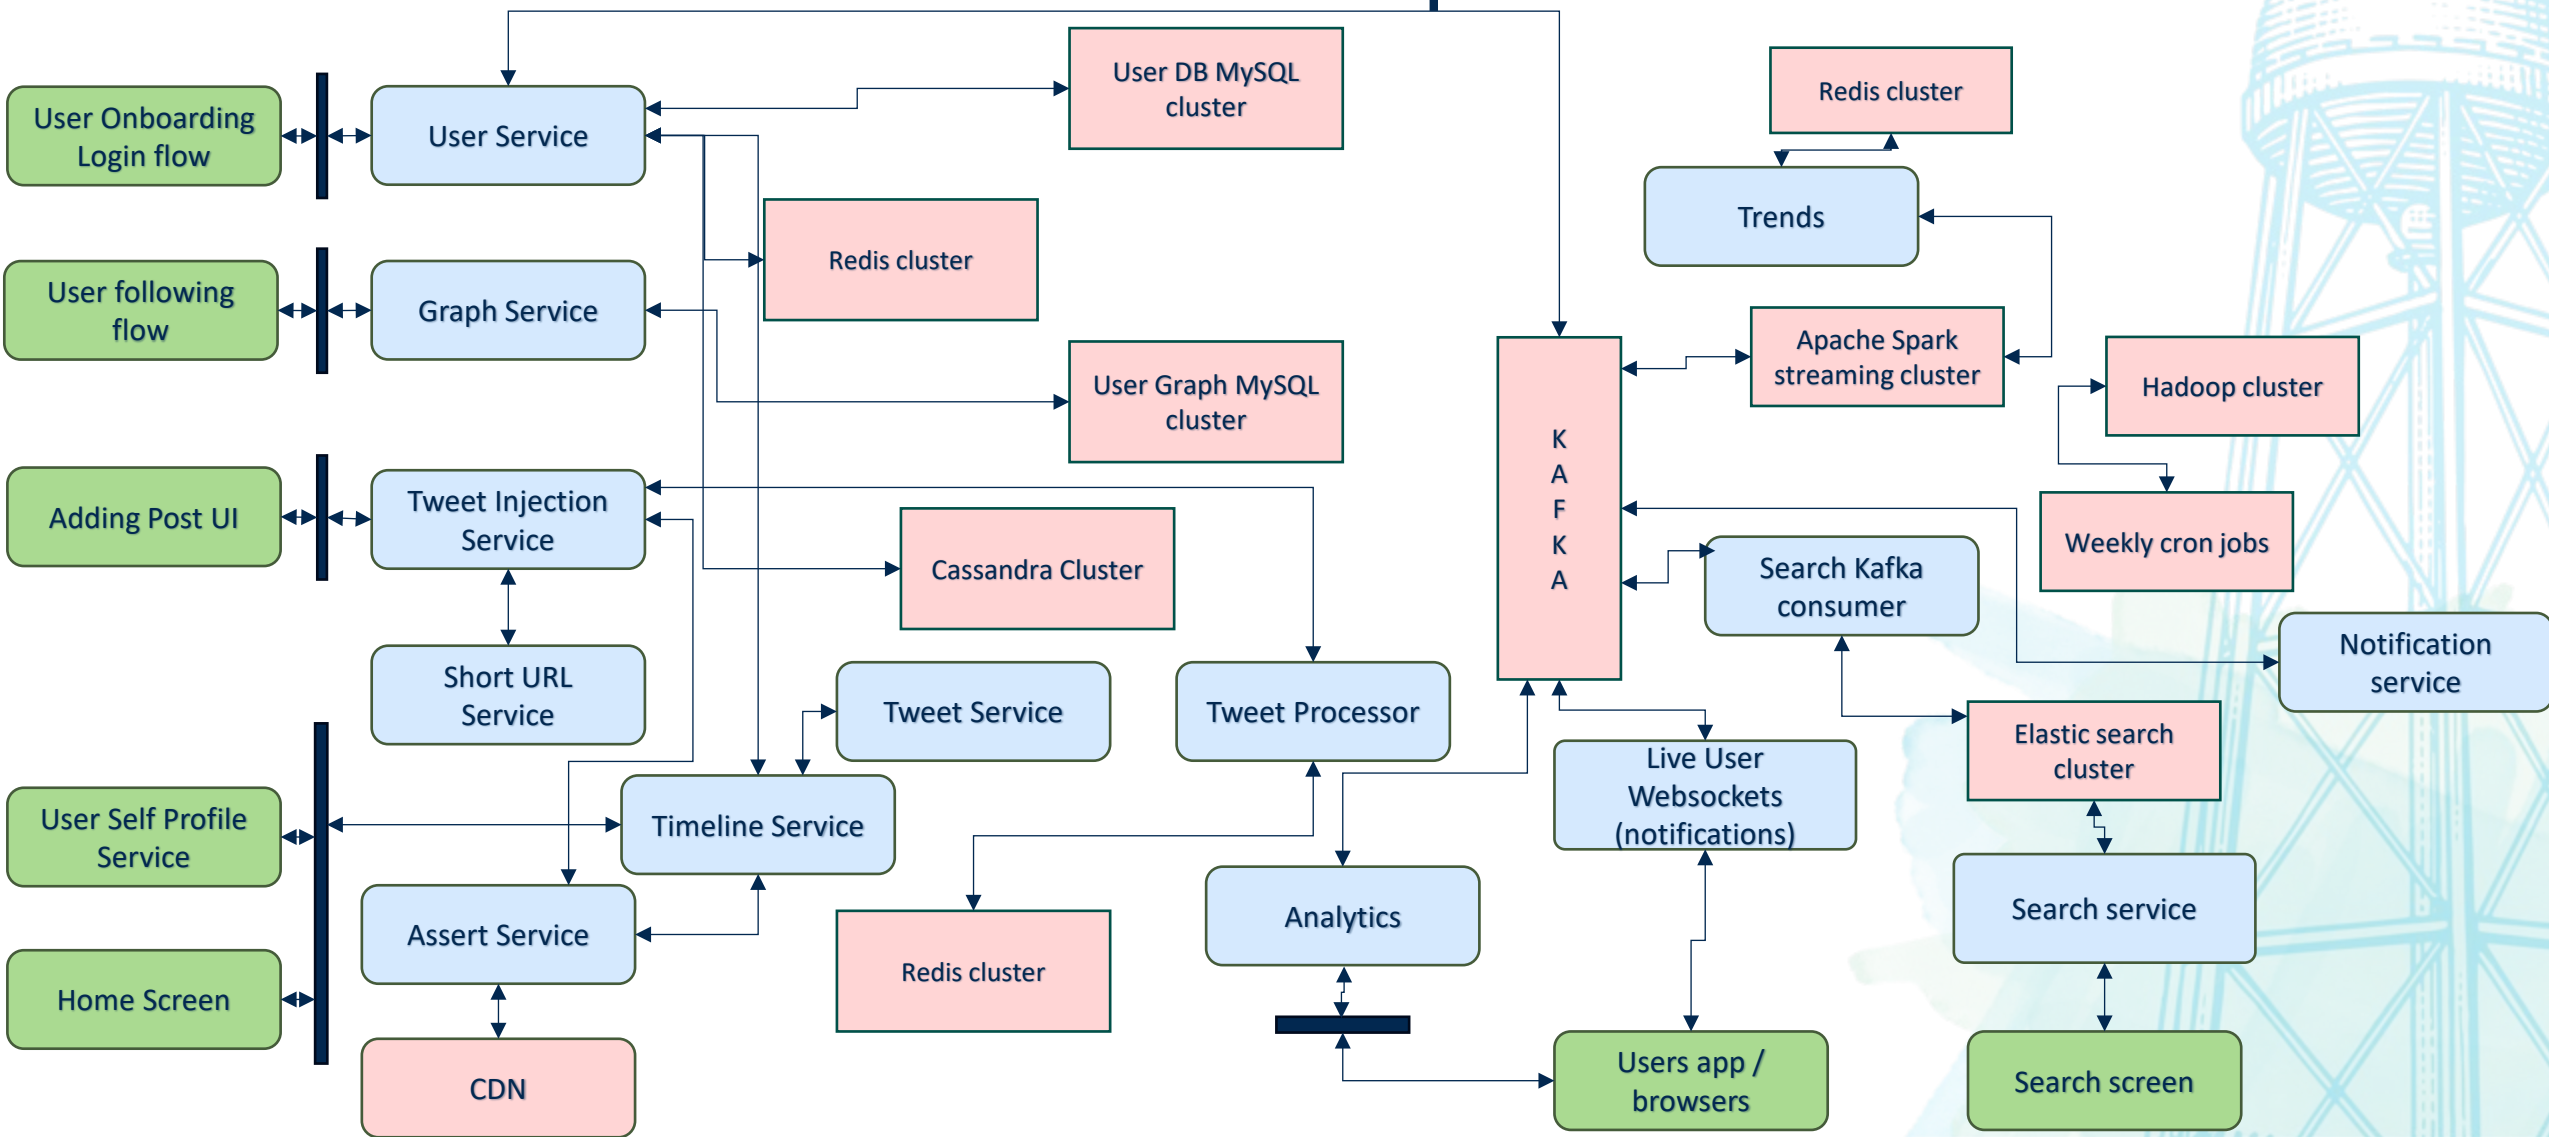 User Onboarding
Login flow
User Service
User DB MySQL
cluster
Redis cluster
User following
flow
Graph Service
User Graph MySQL
cluster
Adding Post UI
Tweet Injection
Service
Cassandra Cluster
Short URL
Service
Tweet Service
Tweet Processor
User Self Profile
Service
Timeline Service
Assert Service
Redis cluster
Home Screen
CDN
Analytics
K
A
F
K
A
Redis cluster
Trends
Apache Spark
streaming cluster
Hadoop cluster
Weekly cron jobs
Search Kafka
consumer
Notification
service
Live User
Websockets
(notifications)
Elastic search
cluster
Search service
Users app /
browsers
Search screen